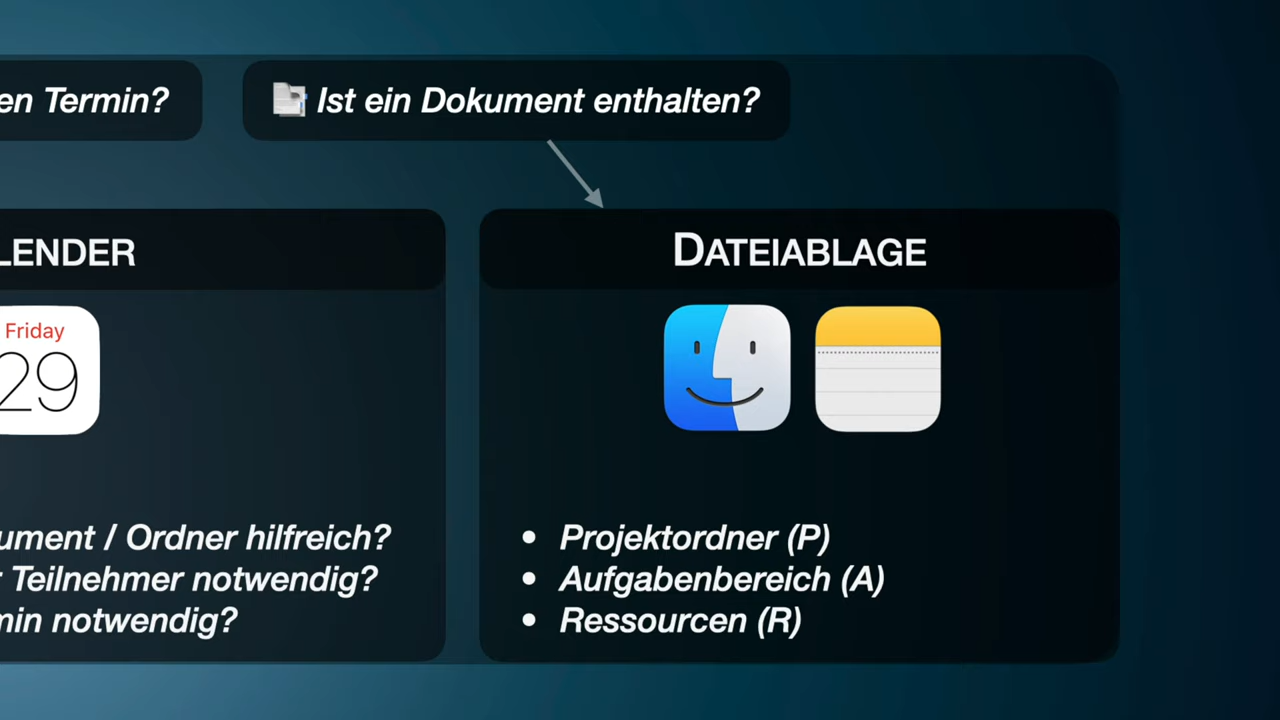 en Termin?
Ist ein Dokument enthalten?
LENDER
Friday
29
ument / Ordner hilfreich?
Teilnehmer notwendig?
min notwendig?
DATEIABLAGE
• Projektordner (P)
• Aufgabenbereich (A)
• Ressourcen (R)